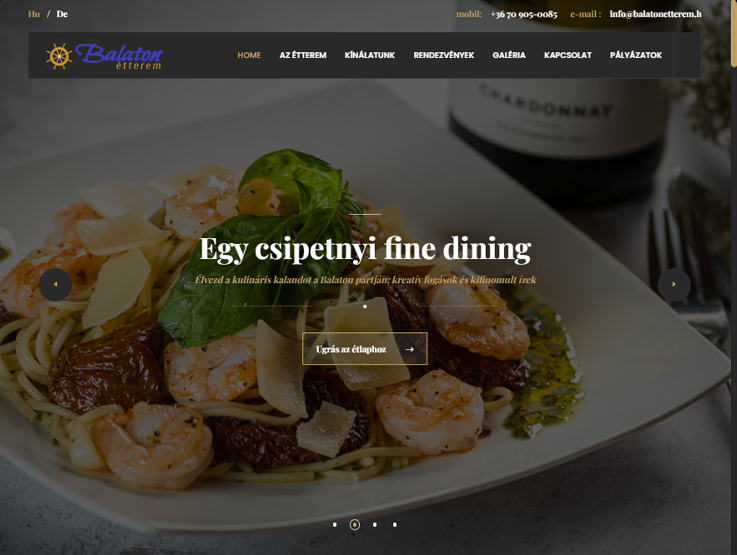 Hu / De
mobil: +36 70 905-0085 e-mail : info@balatonetterem.h
Balaton
étterem
HOME AZ ÉTTEREM KÍNÁLATUNK RENDEZVÉNYEK GALÉRIA KAPCSOLAT PÁLYÁZATOK
CHARDONNAY
Egy csipetnyi fine dining
Élvezd a kulináris kalandot a Balaton partján: kreatív fogások és kifinomult ízek
Ugrás az étlaphoz →